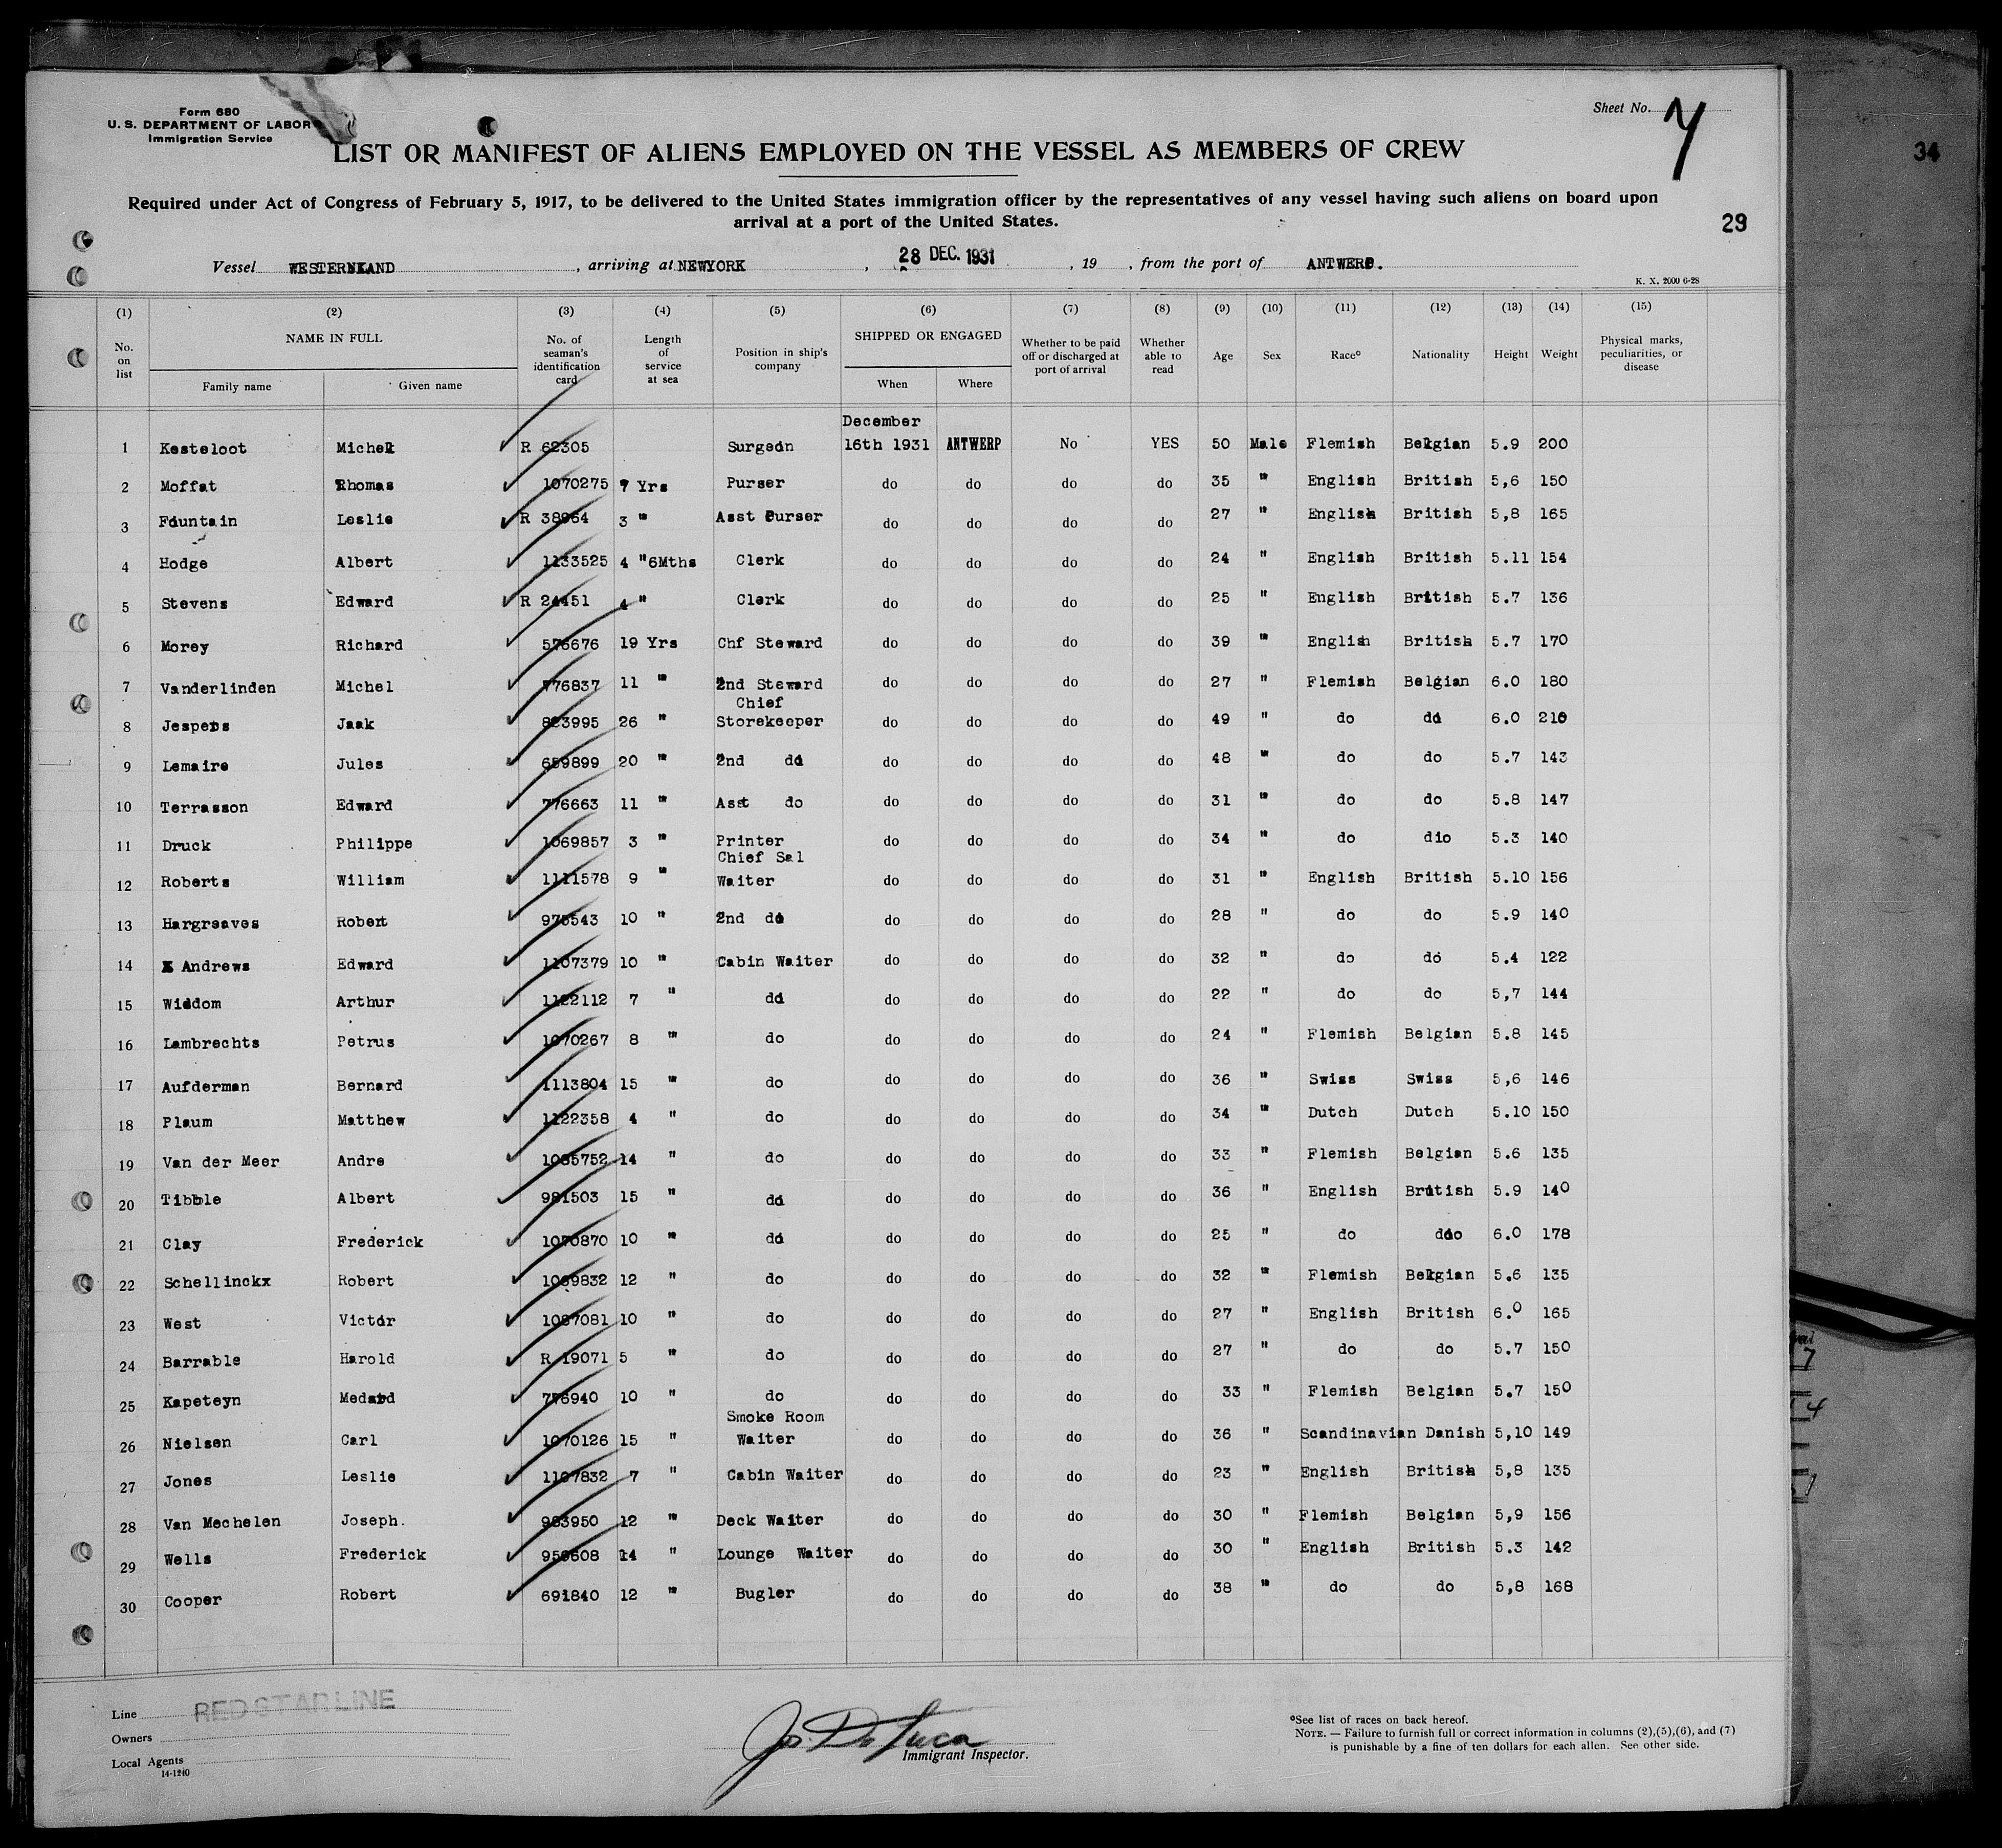 Form 680
U. S. DEPARTMENT OF LABOR
Immigration Service
Sheet No.
34
LIST OR MANIFEST OF ALIENS EMPLOYED ON THE VESSEL AS MEMBERS OF CREW
Required under Act of Congress of February 5, 1917, to be delivered to the United States immigration officer by the representatives of any vessel having such aliens on board upon
arrival at a port of the United States.
29
Vessel WESTERNLAND, arriving at NEWYORK, 28 DEC. 1931, 19 , from the port of ANTWERP.
K. X. 2000 6-28
(1) (2) (3) (4) (5) (6) (7) (8) (9) (10) (11) (12) (13) (14) (15)
No. on list NAME IN FULL Family name Given name No. of seaman's identification card Length of service at sea Position in ship's company SHIPPED OR ENGAGED When Where Whether to be paid off or discharged at port of arrival Whether able to read Age Sex Race* Nationality Height Weight Physical marks, peculiarities, or disease
December
1 Kesteloot Michel R 62305 Surgeon 16th 1931 ANTWERP No YES 50 Male Flemish Belgian 5.9 200
2 Moffat Thomas 1070275 7 Yrs Purser do do do do 35 " English British 5,6 150
3 Fountain Leslie R 38964 3 " Asst Purser do do do do 27 " English British 5,8 165
4 Hodge Albert 1133525 4 "6Mths Clerk do do do do 24 " English British 5.11 154
5 Stevens Edward R 24451 4 " Clerk do do do do 25 " English British 5.7 136
6 Morey Richard 576676 19 Yrs Chf Steward do do do do 39 " English British 5.7 170
7 Vanderlinden Michel 776837 11 " 2nd Steward do do do do 27 " Flemish Belgian 6.0 180
Chief
8 Jespers Jaak 823995 26 " Storekeeper do do do do 49 " do do 6.0 210
9 Lemaire Jules 659899 20 " 2nd do do do do do 48 " do do 5.7 143
10 Terrasson Edward 776663 11 " Asst do do do do do 31 " do do 5.8 147
11 Druck Philippe 1069857 3 " Printer do do do do 34 " do dio 5.3 140
Chief Sal
12 Roberts William 1111578 9 " Waiter do do do do 31 " English British 5.10 156
13 Hargreaves Robert 975543 10 " 2nd do do do do do 28 " do do 5.9 140
14 X Andrews Edward 1107379 10 " Cabin Waiter do do do do 32 " do do 5.4 122
15 Widdom Arthur 1122112 7 " do do do do do 22 " do do 5,7 144
16 Lambrechts Petrus 1070267 8 " do do do do do 24 " Flemish Belgian 5.8 145
17 Aufderman Bernard 1113804 15 " do do do do do 36 " Swiss Swiss 5,6 146
18 Plaum Matthew 1122358 4 " do do do do do 34 " Dutch Dutch 5.10 150
19 Van der Meer Andre 1085752 14 " do do do do do 33 " Flemish Belgian 5.6 135
20 Tibble Albert 981503 15 " do do do do do 36 " English British 5.9 140
21 Clay Frederick 1070870 10 " do do do do do 25 " do do 6.0 178
22 Schellinckx Robert 1069832 12 " do do do do do 32 " Flemish Belgian 5.6 135
23 West Victor 1087081 10 " do do do do do 27 " English British 6.0 165
24 Barrable Harold R 19071 5 " do do do do do 27 " do do 5.7 150
25 Kapeteyn Medard 776940 10 " do do do do do 33 " Flemish Belgian 5.7 150
Smoke Room
26 Nielsen Carl 1070126 15 " Waiter do do do do 36 " Scandinavian Danish 5,10 149
27 Jones Leslie 1107832 7 " Cabin Waiter do do do do 23 " English British 5,8 135
28 Van Mechelen Joseph. 983950 12 " Deck Waiter do do do do 30 " Flemish Belgian 5,9 156
29 Wells Frederick 956608 14 " Lounge Waiter do do do do 30 " English British 5.3 142
30 Cooper Robert 691840 12 " Bugler do do do do 38 " do do 5,8 168
Line RED STAR LINE
Owners
Local Agents
14-1240
Jos. De Luca
Immigrant Inspector.
*See list of races on back hereof.
NOTE. — Failure to furnish full or correct information in columns (2),(5),(6), and (7)
is punishable by a fine of ten dollars for each alien. See other side.